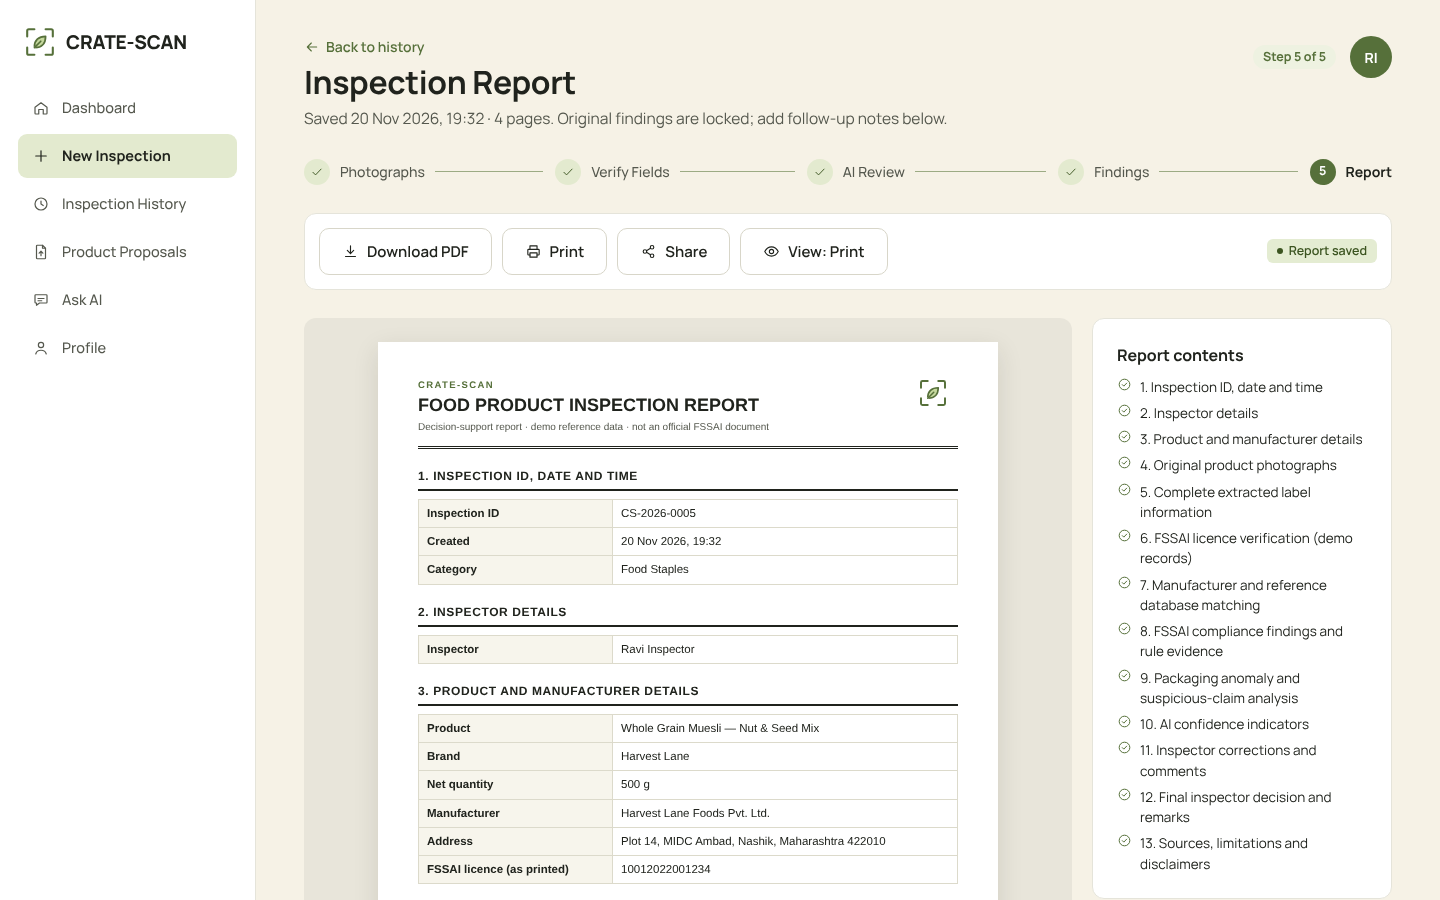 CRATE-SCAN
Dashboard
New Inspection
Inspection History
Product Proposals
Ask AI
Profile
Back to history
Inspection Report
Saved 20 Nov 2026, 19:32 · 4 pages. Original findings are locked; add follow-up notes below.
Step 5 of 5
RI
Photographs
Verify Fields
AI Review
Findings
5 Report
Download PDF
Print
Share
View: Print
Report saved
CRATE-SCAN
FOOD PRODUCT INSPECTION REPORT
Decision-support report · demo reference data · not an official FSSAI document
1. INSPECTION ID, DATE AND TIME
Inspection ID CS-2026-0005
Created 20 Nov 2026, 19:32
Category Food Staples
2. INSPECTOR DETAILS
Inspector Ravi Inspector
3. PRODUCT AND MANUFACTURER DETAILS
Product Whole Grain Muesli — Nut & Seed Mix
Brand Harvest Lane
Net quantity 500 g
Manufacturer Harvest Lane Foods Pvt. Ltd.
Address Plot 14, MIDC Ambad, Nashik, Maharashtra 422010
FSSAI licence (as printed) 10012022001234
Report contents
1. Inspection ID, date and time
2. Inspector details
3. Product and manufacturer details
4. Original product photographs
5. Complete extracted label
information
6. FSSAI licence verification (demo
records)
7. Manufacturer and reference
database matching
8. FSSAI compliance findings and
rule evidence
9. Packaging anomaly and
suspicious-claim analysis
10. AI confidence indicators
11. Inspector corrections and
comments
12. Final inspector decision and
remarks
13. Sources, limitations and
disclaimers